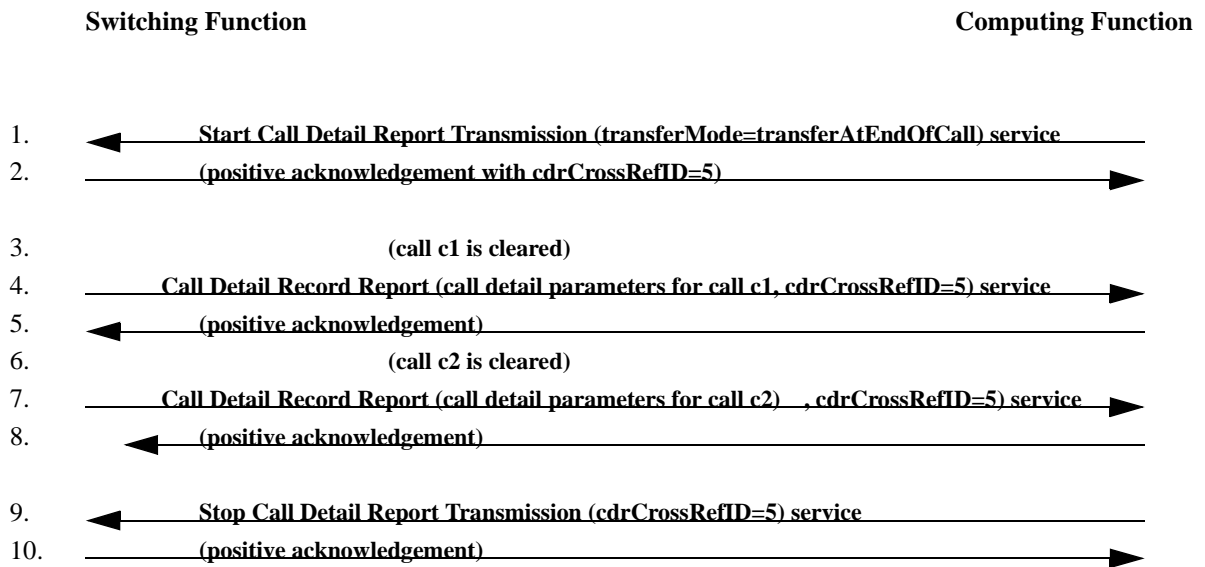 Switching Function Computing Function
1. Start Call Detail Report Transmission (transferMode=transferAtEndOfCall) service
2. (positive acknowledgement with cdrCrossRefID=5)
3. (call c1 is cleared)
4. Call Detail Record Report (call detail parameters for call c1, cdrCrossRefID=5) service
5. (positive acknowledgement)
6. (call c2 is cleared)
7. Call Detail Record Report (call detail parameters for call c2) , cdrCrossRefID=5) service
8. (positive acknowledgement)
9. Stop Call Detail Report Transmission (cdrCrossRefID=5) service
10. (positive acknowledgement)